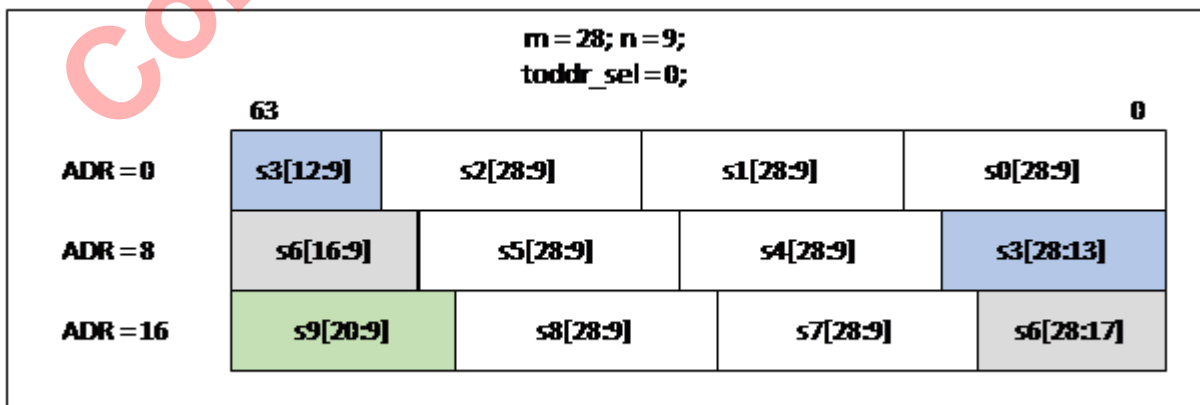 m = 28; n = 9;
toddr_sel = 0;
63 0
ADR = 0 s3[12:9] s2[28:9] s1[28:9] s0[28:9]
ADR = 8 s6[16:9] s5[28:9] s4[28:9] s3[28:13]
ADR = 16 s9[20:9] s8[28:9] s7[28:9] s6[28:17]